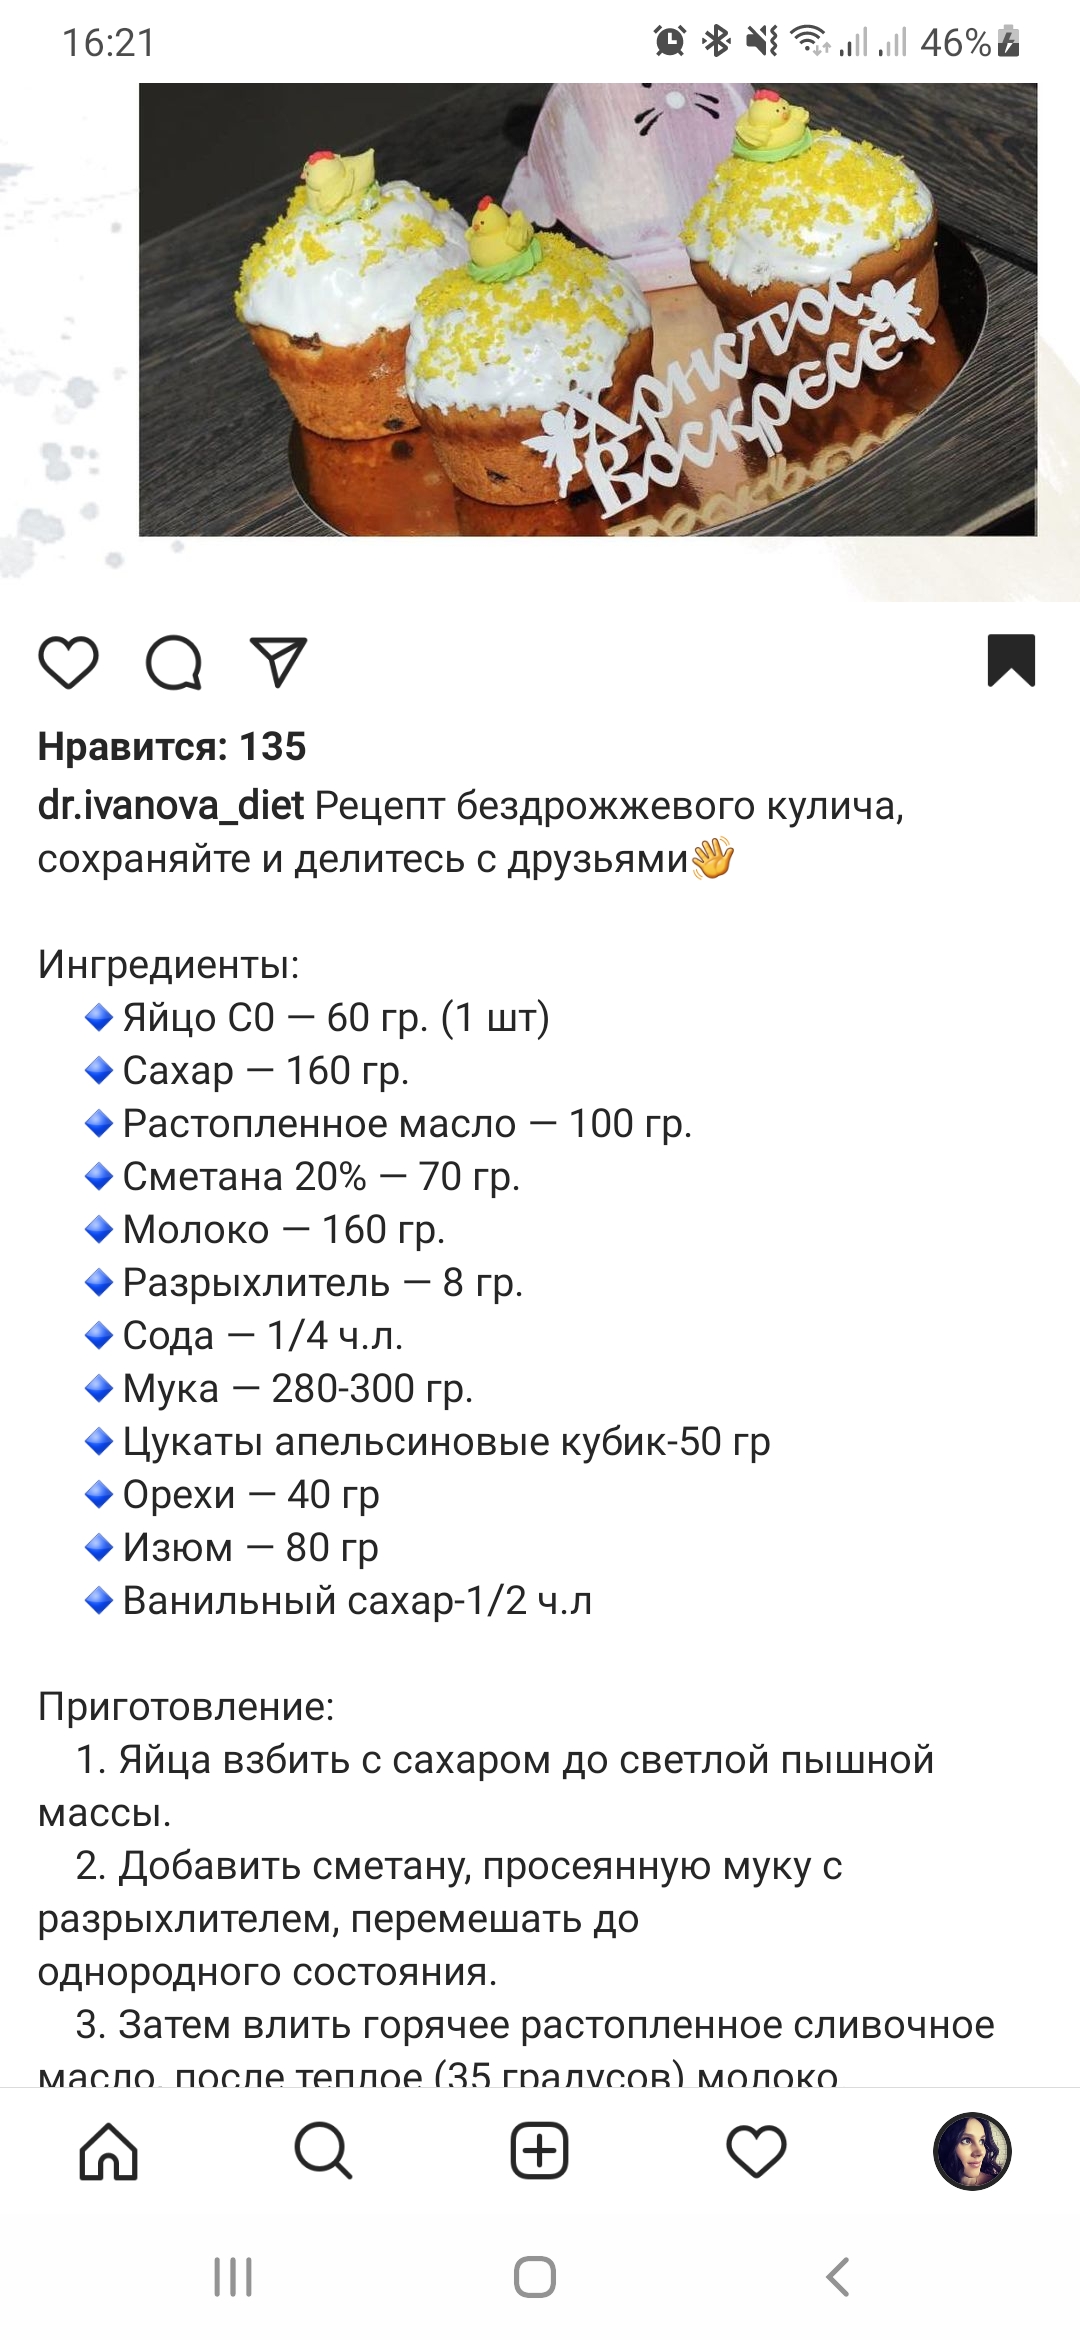 16:21
46%
Христос
Воскресе
Нравится: 135
dr.ivanova_diet Рецепт бездрожжевого кулича,
сохраняйте и делитесь с друзьями👋
Ингредиенты:
🔹Яйцо С0 — 60 гр. (1 шт)
🔹Сахар — 160 гр.
🔹Растопленное масло — 100 гр.
🔹Сметана 20% — 70 гр.
🔹Молоко — 160 гр.
🔹Разрыхлитель — 8 гр.
🔹Сода — 1/4 ч.л.
🔹Мука — 280-300 гр.
🔹Цукаты апельсиновые кубик-50 гр
🔹Орехи — 40 гр
🔹Изюм — 80 гр
🔹Ванильный сахар-1/2 ч.л
Приготовление:
1. Яйца взбить с сахаром до светлой пышной
массы.
2. Добавить сметану, просеянную муку с
разрыхлителем, перемешать до
однородного состояния.
3. Затем влить горячее растопленное сливочное
масло, после теплое (35 градусов) молоко